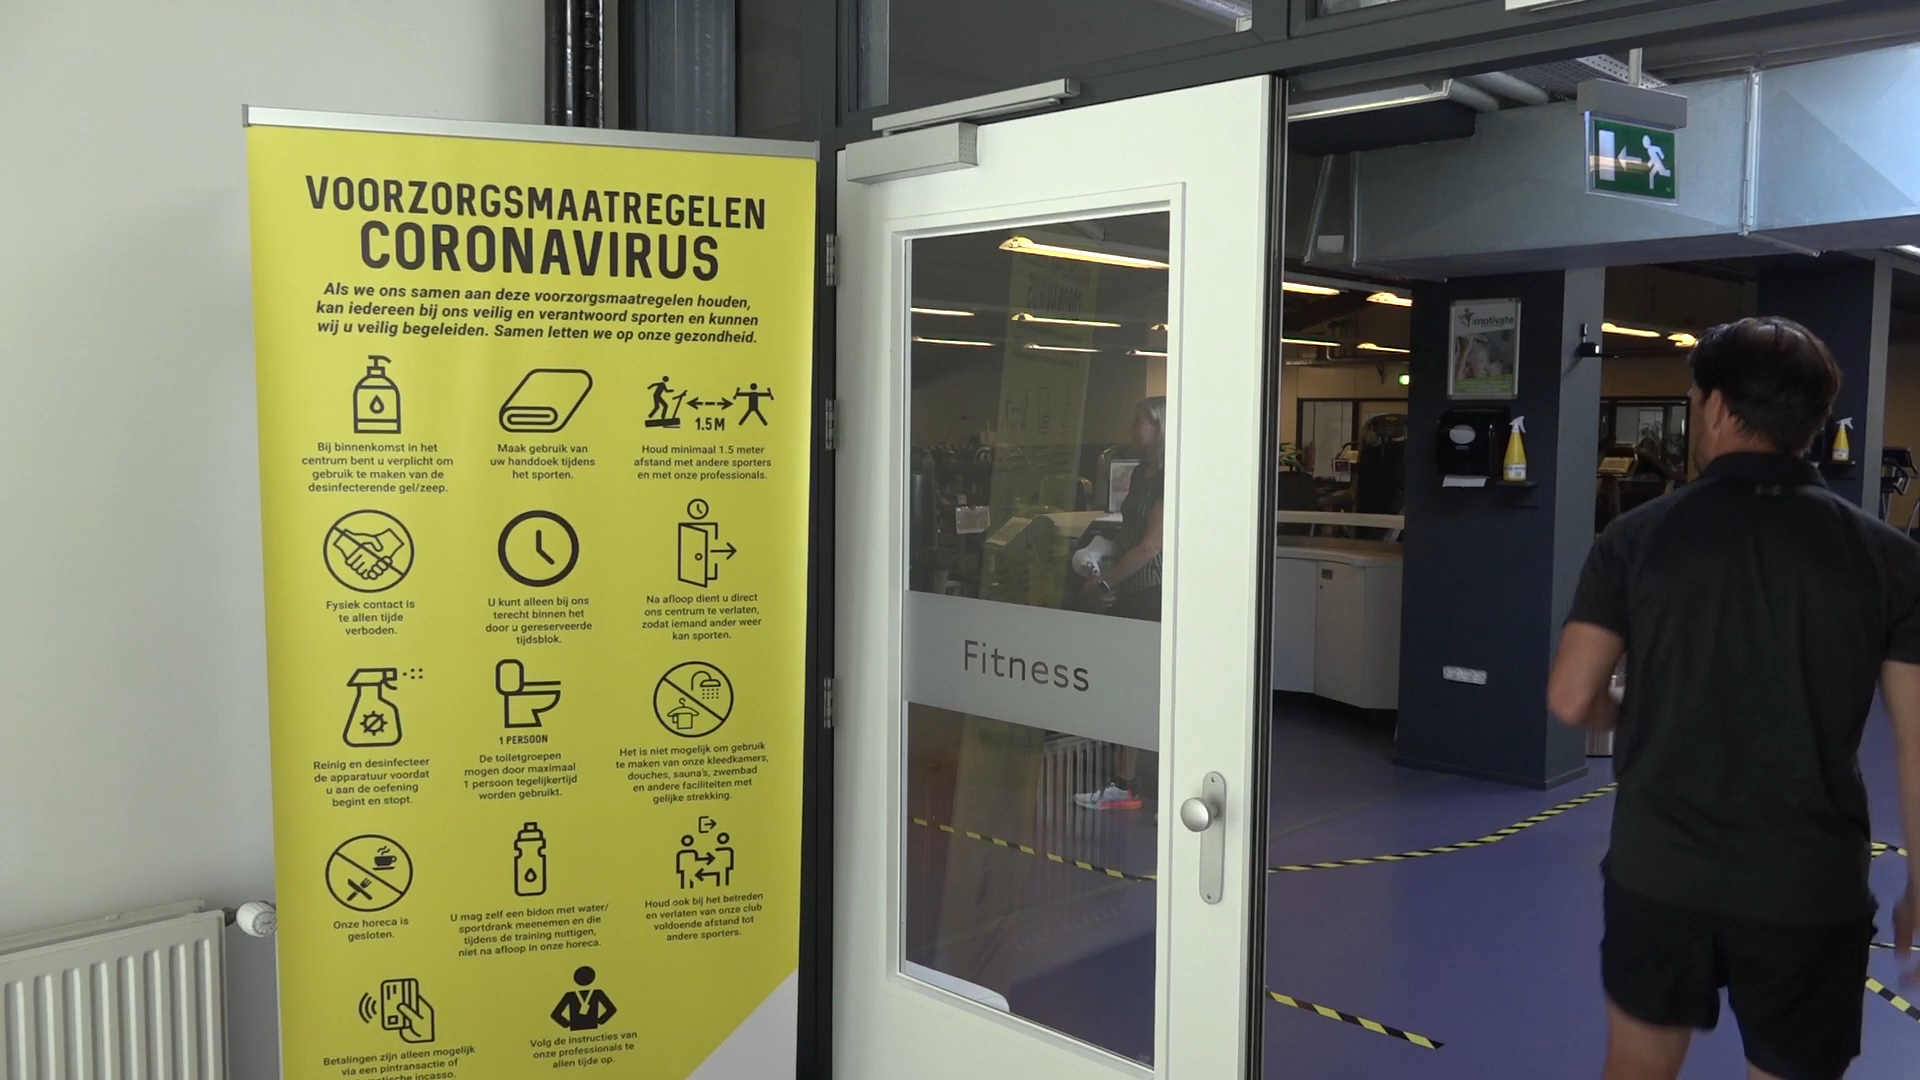 VOORZORGSMAATREGELEN
CORONAVIRUS
Als we ons samen aan deze voorzorgsmaatregelen houden,
kan iedereen bij ons veilig en verantwoord sporten en kunnen
wij u veilig begeleiden. Samen letten we op onze gezondheid.
Bij binnenkomst in het
centrum bent u verplicht om
gebruik te maken van de
desinfecterende gel/zeep.
Maak gebruik van
uw handdoek tijdens
het sporten.
1.5 M
Houd minimaal 1.5 meter
afstand met andere sporters
en met onze professionals.
Fysiek contact is
te allen tijde
verboden.
U kunt alleen bij ons
terecht binnen het
door u gereserveerde
tijdsblok.
Na afloop dient u direct
ons centrum te verlaten,
zodat iemand ander weer
kan sporten.
Reinig en desinfecteer
de apparatuur voordat
u aan de oefening
begint en stopt.
1 PERSOON
De toiletgroepen
mogen door maximaal
1 persoon tegelijkertijd
worden gebruikt.
Het is niet mogelijk om gebruik
te maken van onze kleedkamers,
douches, sauna's, zwembad
en andere faciliteiten met
gelijke strekking.
Onze horeca is
gesloten.
U mag zelf een bidon met water/
sportdrank meenemen en die
tijdens de training nuttigen,
niet na afloop in onze horeca.
Houd ook bij het betreden
en verlaten van onze club
voldoende afstand tot
andere sporters.
Betalingen zijn alleen mogelijk
via een pintransactie of
incasso.
Volg de instructies van
onze professionals te
allen tijde op.
Fitness
motivate